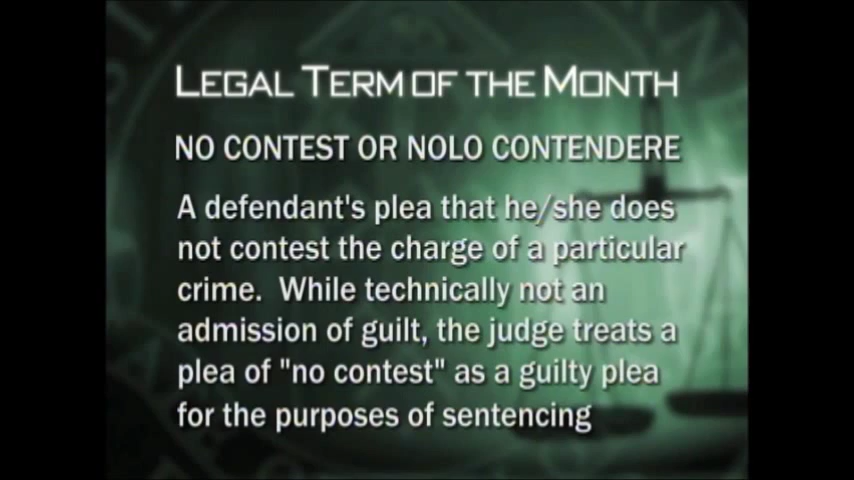 LEGAL TERM OF THE MONTH
NO CONTEST OR NOLO CONTENDERE
A defendant's plea that he/she does
not contest the charge of a particular
crime.  While technically not an
admission of guilt, the judge treats a
plea of "no contest" as a guilty plea
for the purposes of sentencing